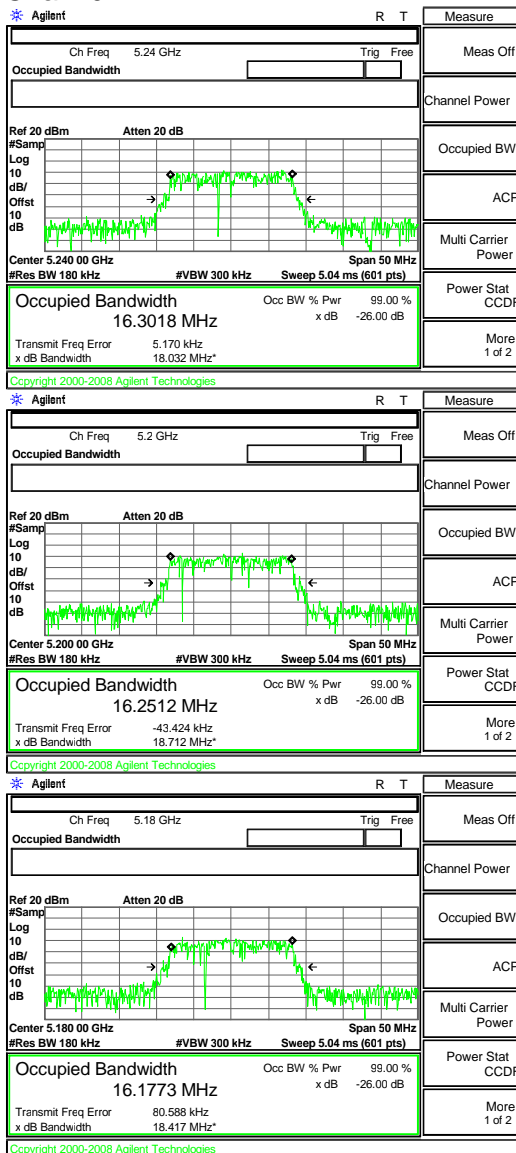 Agilent R T Measure
Ch Freq 5.24 GHz Trig Free Meas Off
Occupied Bandwidth
Channel Power
Ref 20 dBm Atten 20 dB
#Samp
Log
10
dB/
Offst
10
dB
Occupied BW
ACP
Multi Carrier
Power
Center 5.240 00 GHz Span 50 MHz
#Res BW 180 kHz #VBW 300 kHz Sweep 5.04 ms (601 pts)
Occupied Bandwidth Occ BW % Pwr 99.00 %
16.3018 MHz x dB -26.00 dB
Transmit Freq Error 5.170 kHz
x dB Bandwidth 18.032 MHz*
Power Stat
CCDF
More
1 of 2
Copyright 2000-2008 Agilent Technologies
Agilent R T Measure
Ch Freq 5.2 GHz Trig Free Meas Off
Occupied Bandwidth
Channel Power
Ref 20 dBm Atten 20 dB
#Samp
Log
10
dB/
Offst
10
dB
Occupied BW
ACP
Multi Carrier
Power
Center 5.200 00 GHz Span 50 MHz
#Res BW 180 kHz #VBW 300 kHz Sweep 5.04 ms (601 pts)
Occupied Bandwidth Occ BW % Pwr 99.00 %
16.2512 MHz x dB -26.00 dB
Transmit Freq Error -43.424 kHz
x dB Bandwidth 18.712 MHz*
Power Stat
CCDF
More
1 of 2
Copyright 2000-2008 Agilent Technologies
Agilent R T Measure
Ch Freq 5.18 GHz Trig Free Meas Off
Occupied Bandwidth
Channel Power
Ref 20 dBm Atten 20 dB
#Samp
Log
10
dB/
Offst
10
dB
Occupied BW
ACP
Multi Carrier
Power
Center 5.180 00 GHz Span 50 MHz
#Res BW 180 kHz #VBW 300 kHz Sweep 5.04 ms (601 pts)
Occupied Bandwidth Occ BW % Pwr 99.00 %
16.1773 MHz x dB -26.00 dB
Transmit Freq Error 80.588 kHz
x dB Bandwidth 18.417 MHz*
Power Stat
CCDF
More
1 of 2
Copyright 2000-2008 Agilent Technologies